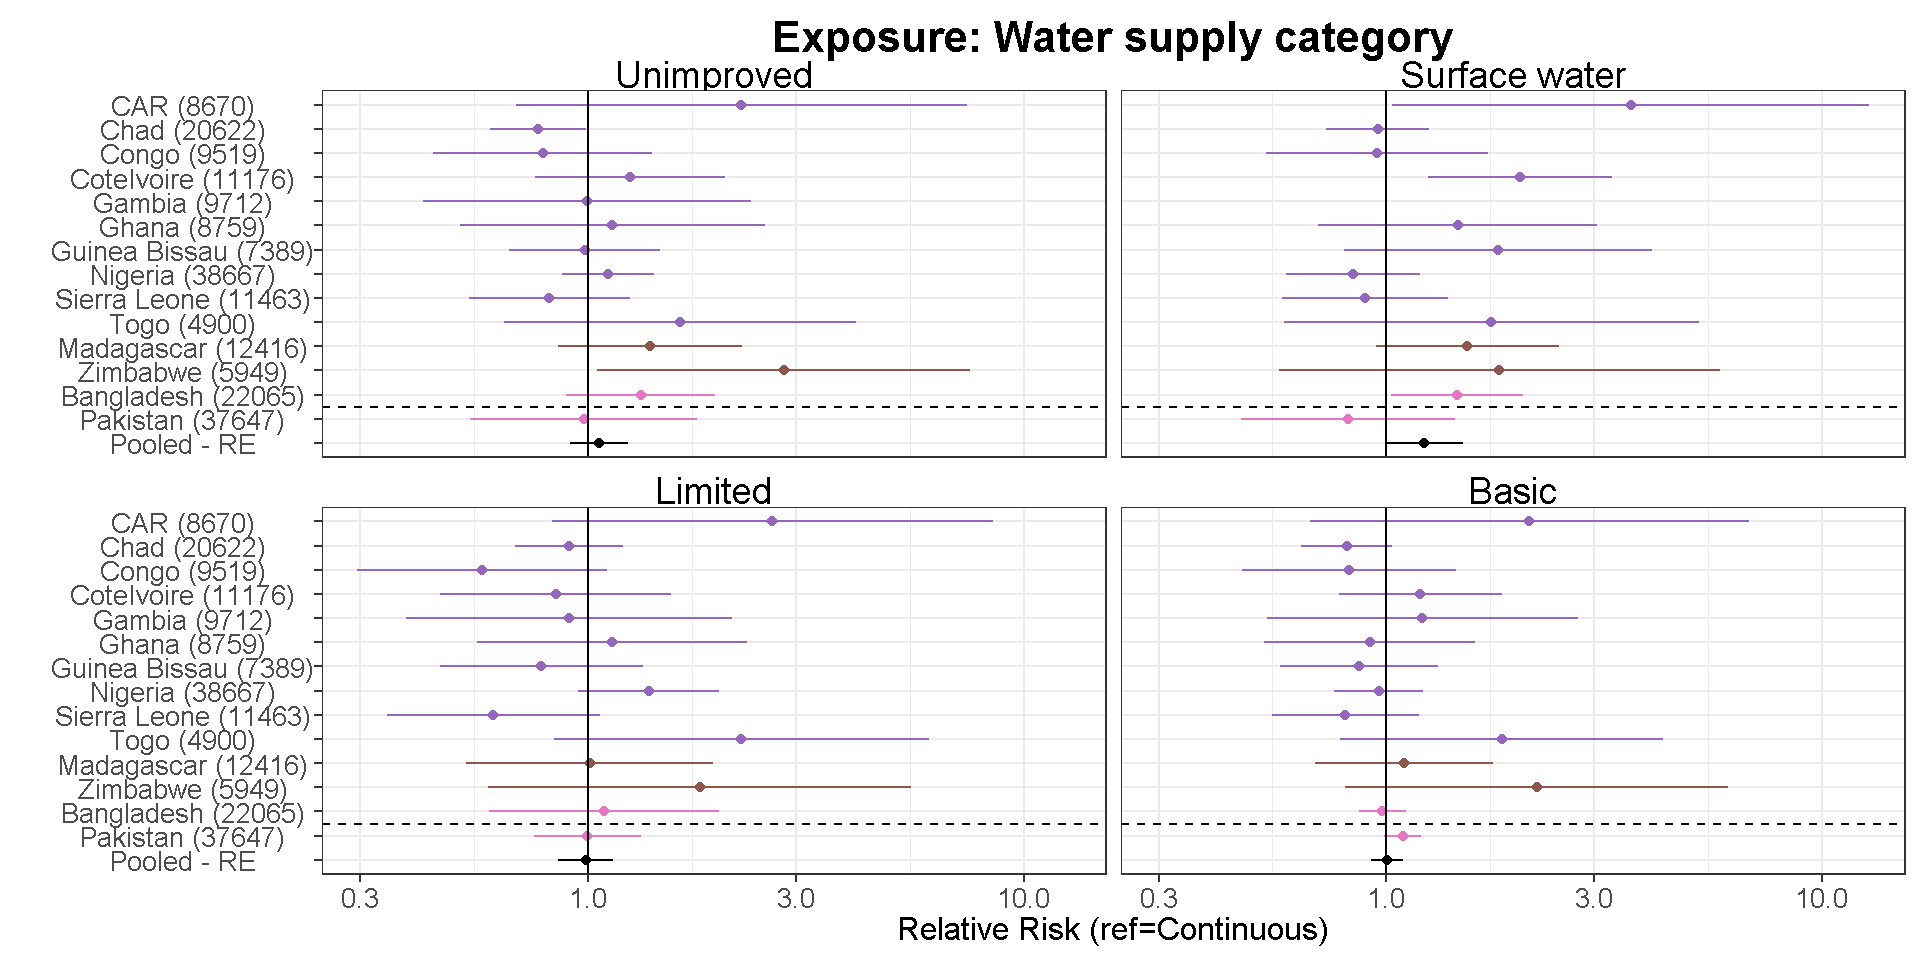 Exposure: Water supply category
Unimproved
Surface water
CAR (8670)
Chad (20622)
Congo (9519)
CoteIvoire (11176)
Gambia (9712)
Ghana (8759)
Guinea Bissau (7389)
Nigeria (38667)
Sierra Leone (11463)
Togo (4900)
Madagascar (12416)
Zimbabwe (5949)
Bangladesh (22065)
Pakistan (37647)
Pooled - RE
Limited
Basic
CAR (8670)
Chad (20622)
Congo (9519)
CoteIvoire (11176)
Gambia (9712)
Ghana (8759)
Guinea Bissau (7389)
Nigeria (38667)
Sierra Leone (11463)
Togo (4900)
Madagascar (12416)
Zimbabwe (5949)
Bangladesh (22065)
Pakistan (37647)
Pooled - RE
0.3 1.0 3.0 10.0 0.3 1.0 3.0 10.0
Relative Risk (ref=Continuous)